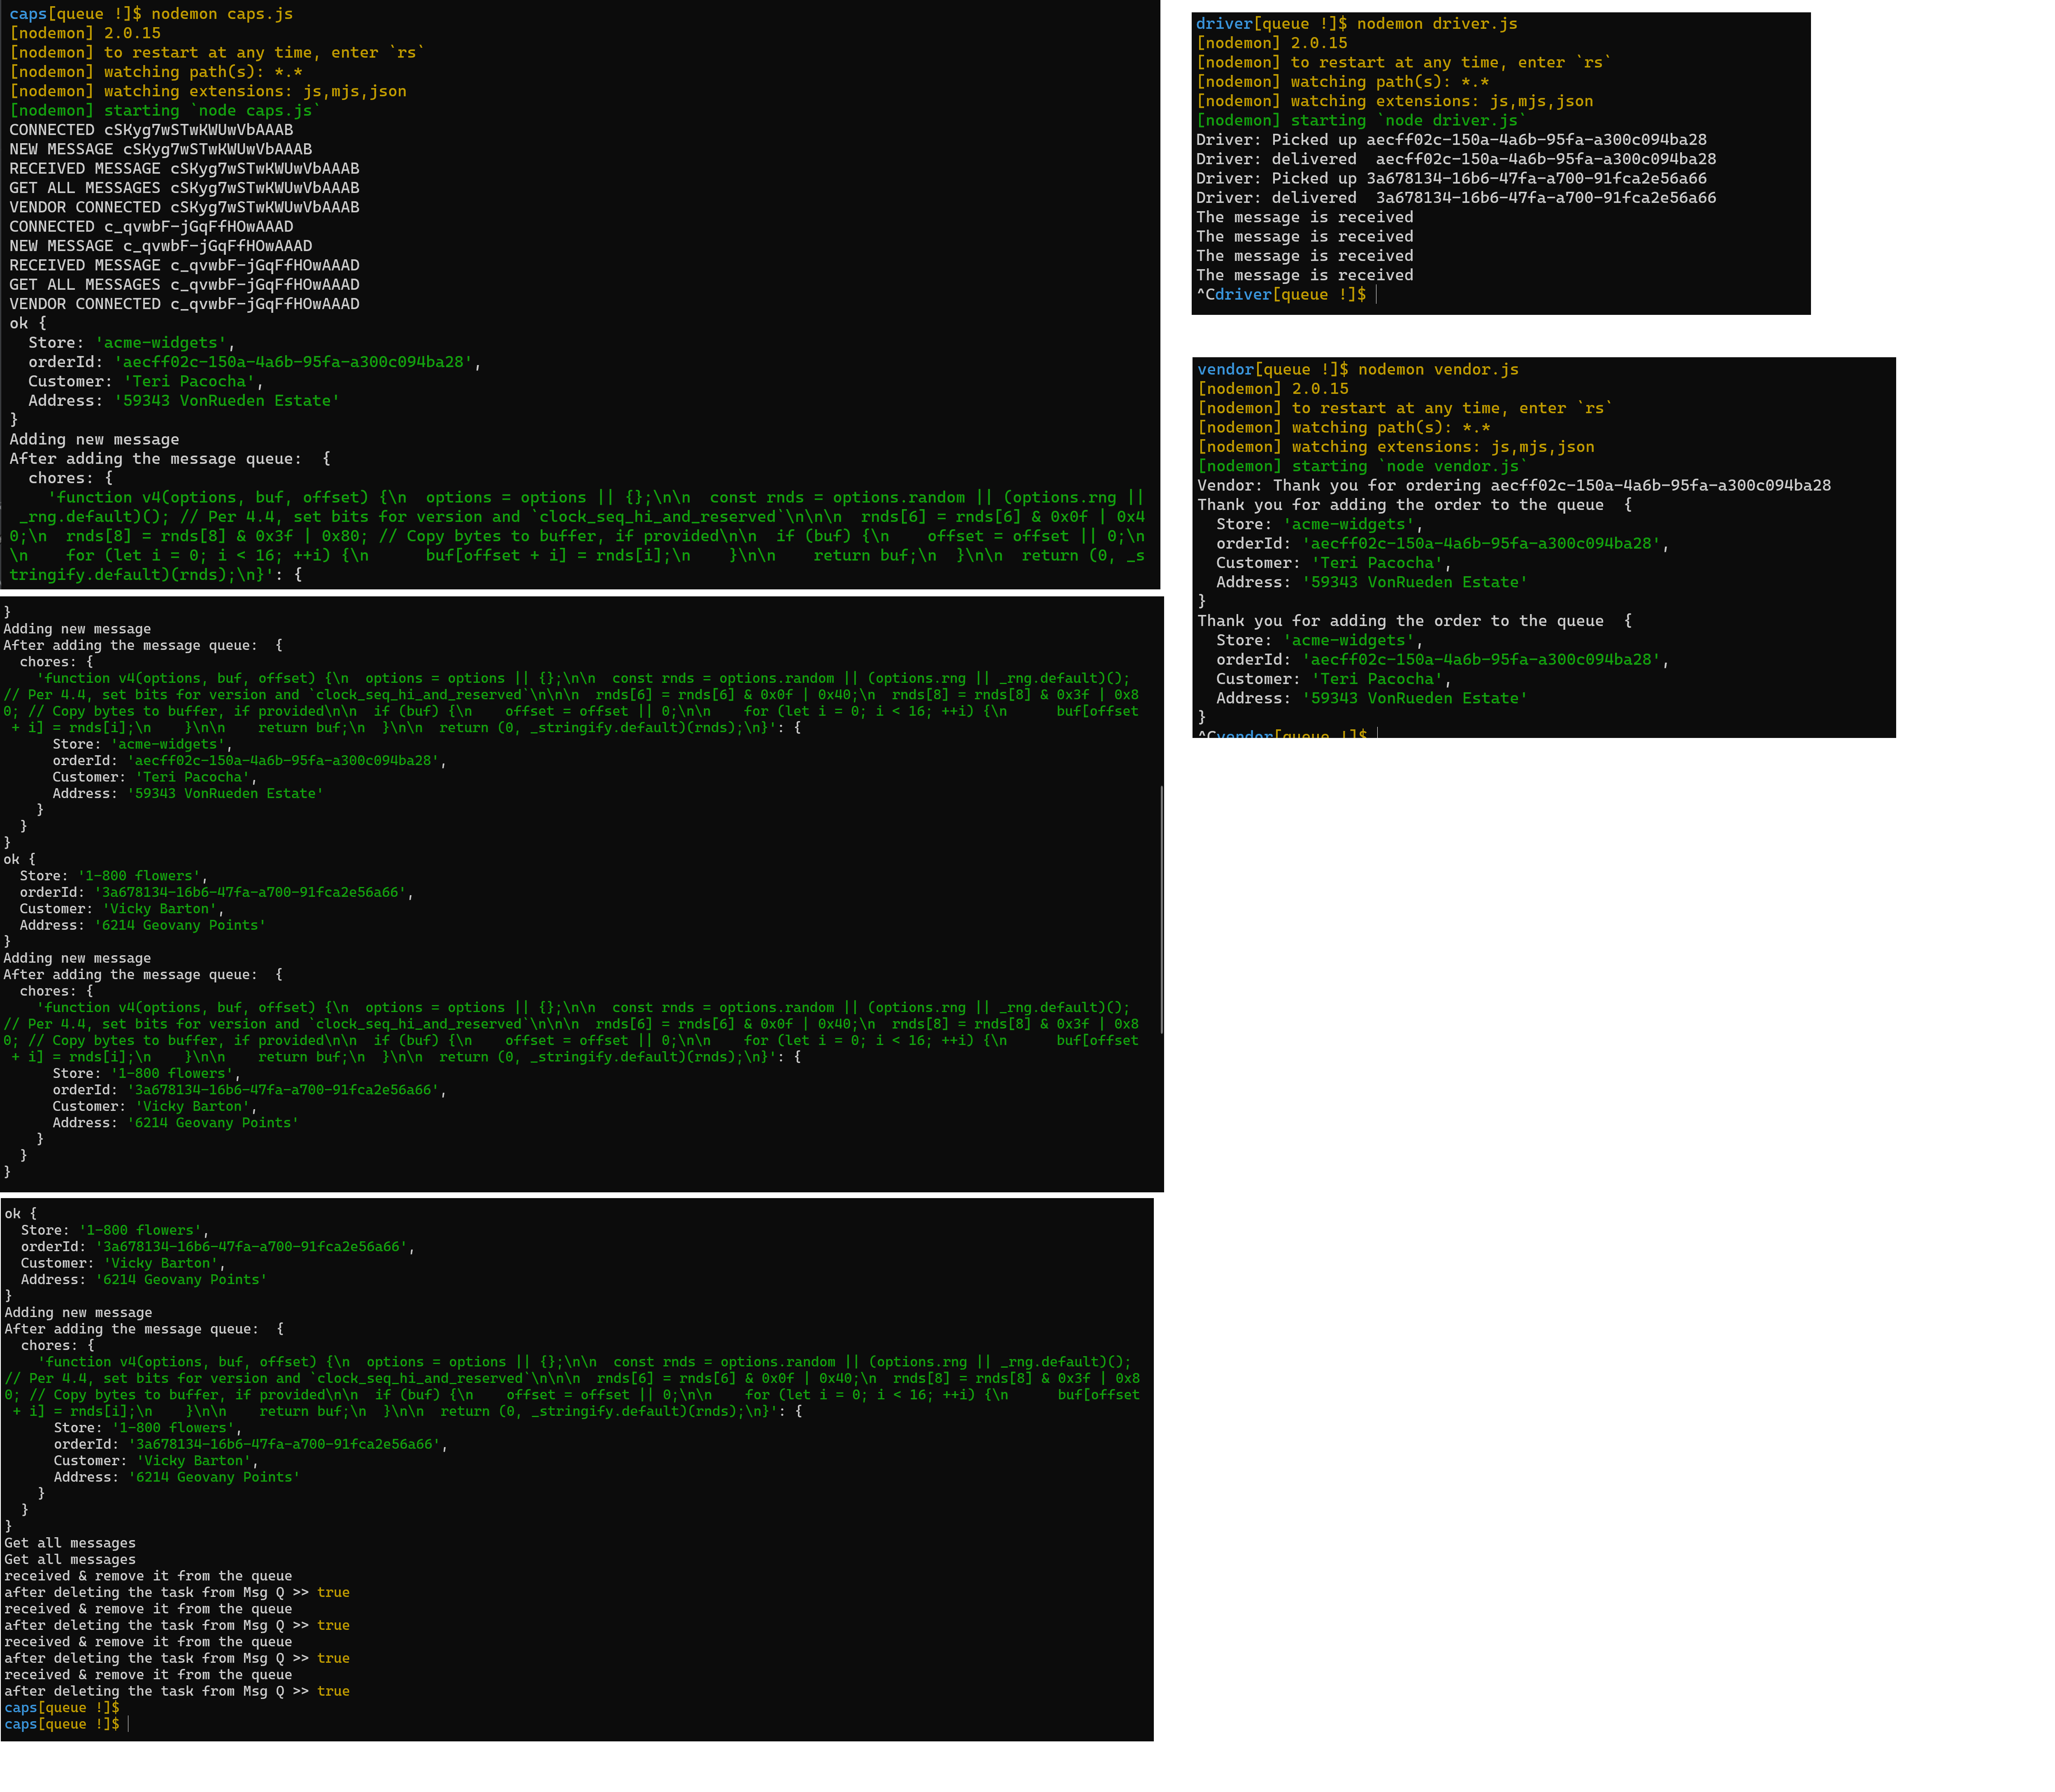 caps[queue !]$ nodemon caps.js
[nodemon] 2.0.15
[nodemon] to restart at any time, enter `rs`
[nodemon] watching path(s): *.*
[nodemon] watching extensions: js,mjs,json
[nodemon] starting `node caps.js`
CONNECTED cSKyg7wSTwKWUwVbAAAB
NEW MESSAGE cSKyg7wSTwKWUwVbAAAB
RECEIVED MESSAGE cSKyg7wSTwKWUwVbAAAB
GET ALL MESSAGES cSKyg7wSTwKWUwVbAAAB
VENDOR CONNECTED cSKyg7wSTwKWUwVbAAAB
CONNECTED c_qvwbF-jGqFfHOwAAAD
NEW MESSAGE c_qvwbF-jGqFfHOwAAAD
RECEIVED MESSAGE c_qvwbF-jGqFfHOwAAAD
GET ALL MESSAGES c_qvwbF-jGqFfHOwAAAD
VENDOR CONNECTED c_qvwbF-jGqFfHOwAAAD
ok {
  Store: 'acme-widgets',
  orderId: 'aecff02c-150a-4a6b-95fa-a300c094ba28',
  Customer: 'Teri Pacocha',
  Address: '59343 VonRueden Estate'
}
Adding new message
After adding the message queue:  {
  chores: {
    'function v4(options, buf, offset) {\n  options = options || {};\n\n  const rnds = options.random || (options.rng ||
 _rng.default)(); // Per 4.4, set bits for version and `clock_seq_hi_and_reserved`\n\n\n  rnds[6] = rnds[6] & 0x0f | 0x4
0;\n  rnds[8] = rnds[8] & 0x3f | 0x80; // Copy bytes to buffer, if provided\n\n  if (buf) {\n    offset = offset || 0;\n
\n    for (let i = 0; i < 16; ++i) {\n      buf[offset + i] = rnds[i];\n    }\n\n    return buf;\n  }\n\n  return (0, _s
tringify.default)(rnds);\n}': {
}
Adding new message
After adding the message queue:  {
  chores: {
    'function v4(options, buf, offset) {\n  options = options || {};\n\n  const rnds = options.random || (options.rng || _rng.default)();
// Per 4.4, set bits for version and `clock_seq_hi_and_reserved`\n\n\n  rnds[6] = rnds[6] & 0x0f | 0x40;\n  rnds[8] = rnds[8] & 0x3f | 0x8
0; // Copy bytes to buffer, if provided\n\n  if (buf) {\n    offset = offset || 0;\n\n    for (let i = 0; i < 16; ++i) {\n      buf[offset
 + i] = rnds[i];\n    }\n\n    return buf;\n  }\n\n  return (0, _stringify.default)(rnds);\n}': {
      Store: 'acme-widgets',
      orderId: 'aecff02c-150a-4a6b-95fa-a300c094ba28',
      Customer: 'Teri Pacocha',
      Address: '59343 VonRueden Estate'
    }
  }
}
ok {
  Store: '1-800 flowers',
  orderId: '3a678134-16b6-47fa-a700-91fca2e56a66',
  Customer: 'Vicky Barton',
  Address: '6214 Geovany Points'
}
Adding new message
After adding the message queue:  {
  chores: {
    'function v4(options, buf, offset) {\n  options = options || {};\n\n  const rnds = options.random || (options.rng || _rng.default)();
// Per 4.4, set bits for version and `clock_seq_hi_and_reserved`\n\n\n  rnds[6] = rnds[6] & 0x0f | 0x40;\n  rnds[8] = rnds[8] & 0x3f | 0x8
0; // Copy bytes to buffer, if provided\n\n  if (buf) {\n    offset = offset || 0;\n\n    for (let i = 0; i < 16; ++i) {\n      buf[offset
 + i] = rnds[i];\n    }\n\n    return buf;\n  }\n\n  return (0, _stringify.default)(rnds);\n}': {
      Store: '1-800 flowers',
      orderId: '3a678134-16b6-47fa-a700-91fca2e56a66',
      Customer: 'Vicky Barton',
      Address: '6214 Geovany Points'
    }
  }
}
ok {
  Store: '1-800 flowers',
  orderId: '3a678134-16b6-47fa-a700-91fca2e56a66',
  Customer: 'Vicky Barton',
  Address: '6214 Geovany Points'
}
Adding new message
After adding the message queue:  {
  chores: {
    'function v4(options, buf, offset) {\n  options = options || {};\n\n  const rnds = options.random || (options.rng || _rng.default)();
// Per 4.4, set bits for version and `clock_seq_hi_and_reserved`\n\n\n  rnds[6] = rnds[6] & 0x0f | 0x40;\n  rnds[8] = rnds[8] & 0x3f | 0x8
0; // Copy bytes to buffer, if provided\n\n  if (buf) {\n    offset = offset || 0;\n\n    for (let i = 0; i < 16; ++i) {\n      buf[offset
 + i] = rnds[i];\n    }\n\n    return buf;\n  }\n\n  return (0, _stringify.default)(rnds);\n}': {
      Store: '1-800 flowers',
      orderId: '3a678134-16b6-47fa-a700-91fca2e56a66',
      Customer: 'Vicky Barton',
      Address: '6214 Geovany Points'
    }
  }
}
Get all messages
Get all messages
received & remove it from the queue
after deleting the task from Msg Q >> true
received & remove it from the queue
after deleting the task from Msg Q >> true
received & remove it from the queue
after deleting the task from Msg Q >> true
received & remove it from the queue
after deleting the task from Msg Q >> true
caps[queue !]$
caps[queue !]$
driver[queue !]$ nodemon driver.js
[nodemon] 2.0.15
[nodemon] to restart at any time, enter `rs`
[nodemon] watching path(s): *.*
[nodemon] watching extensions: js,mjs,json
[nodemon] starting `node driver.js`
Driver: Picked up aecff02c-150a-4a6b-95fa-a300c094ba28
Driver: delivered  aecff02c-150a-4a6b-95fa-a300c094ba28
Driver: Picked up 3a678134-16b6-47fa-a700-91fca2e56a66
Driver: delivered  3a678134-16b6-47fa-a700-91fca2e56a66
The message is received
The message is received
The message is received
The message is received
^Cdriver[queue !]$
vendor[queue !]$ nodemon vendor.js
[nodemon] 2.0.15
[nodemon] to restart at any time, enter `rs`
[nodemon] watching path(s): *.*
[nodemon] watching extensions: js,mjs,json
[nodemon] starting `node vendor.js`
Vendor: Thank you for ordering aecff02c-150a-4a6b-95fa-a300c094ba28
Thank you for adding the order to the queue  {
  Store: 'acme-widgets',
  orderId: 'aecff02c-150a-4a6b-95fa-a300c094ba28',
  Customer: 'Teri Pacocha',
  Address: '59343 VonRueden Estate'
}
Thank you for adding the order to the queue  {
  Store: 'acme-widgets',
  orderId: 'aecff02c-150a-4a6b-95fa-a300c094ba28',
  Customer: 'Teri Pacocha',
  Address: '59343 VonRueden Estate'
}
^Cvendor[queue !]$